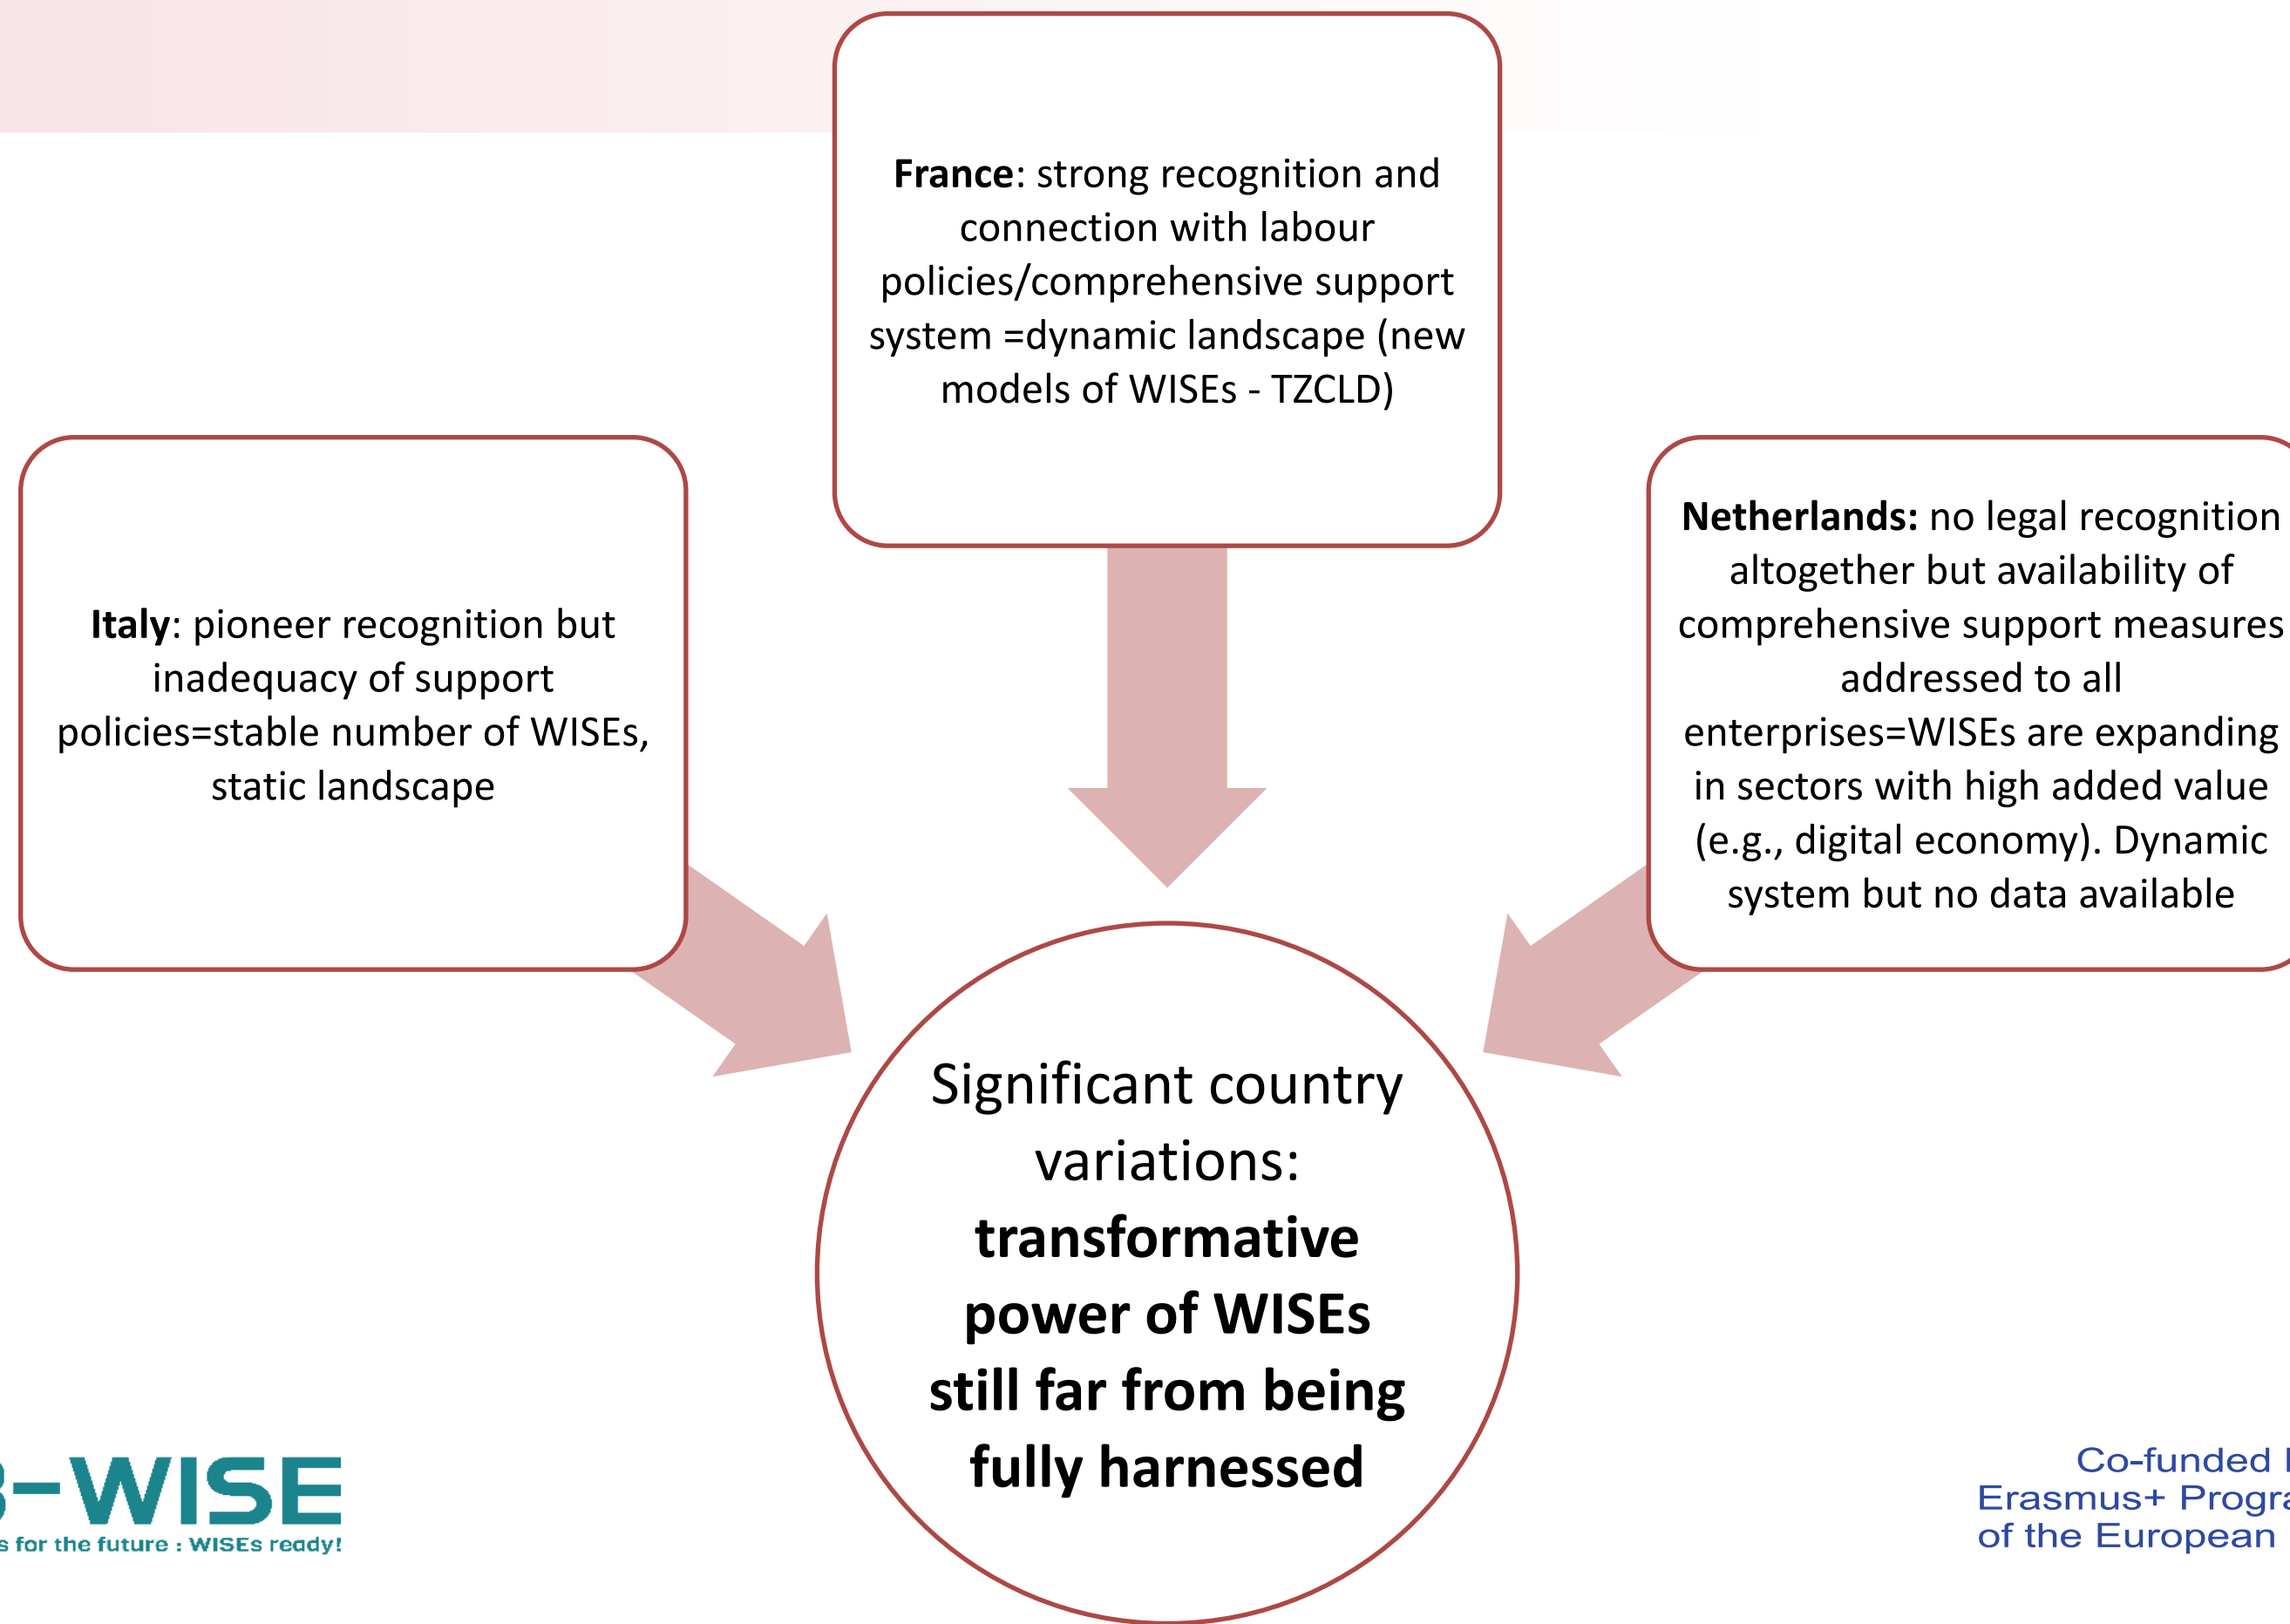 France: strong recognition and
connection with labour
policies/comprehensive support
system =dynamic landscape (new
models of WISEs - TZCLD)
Italy: pioneer recognition but
inadequacy of support
policies=stable number of WISEs,
static landscape
Netherlands: no legal recognition
altogether but availability of
comprehensive support measures
addressed to all
enterprises=WISEs are expanding
in sectors with high added value
(e.g., digital economy). Dynamic
system but no data available
Significant country
variations:
transformative
power of WISEs
still far from being
fully harnessed
-WISE
s for the future : WISEs ready!
Co-funded
Erasmus+
of the European